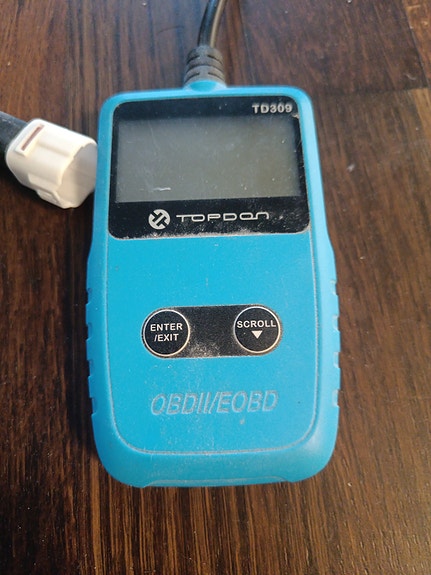 TD309
TOPDON
ENTER
/EXIT
SCROLL
OBDII/EOBD